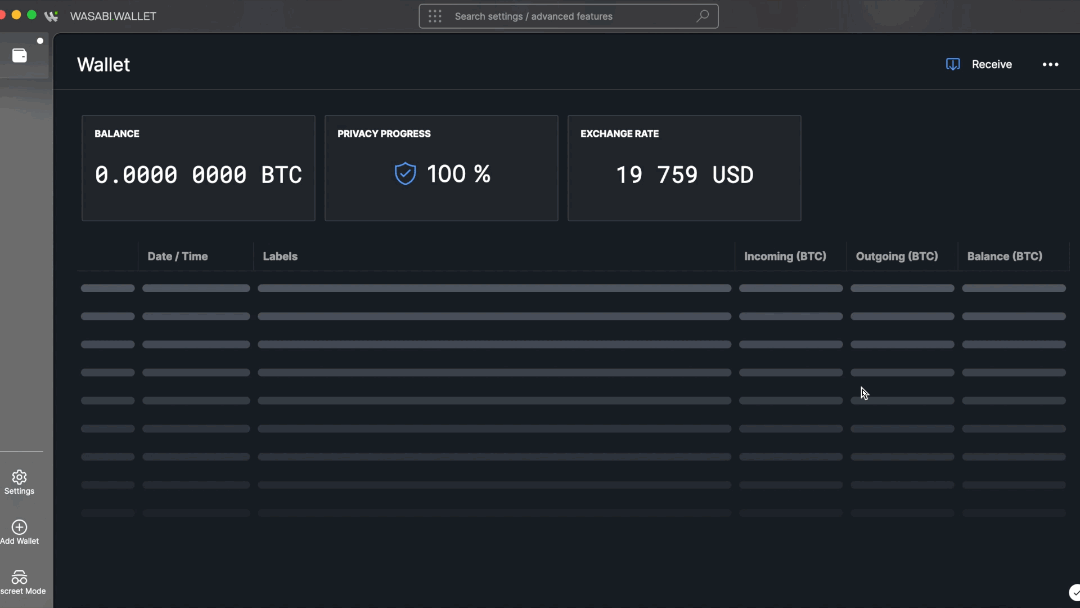 WASABI.WALLET
Search settings / advanced features
Wallet
Receive
BALANCE
PRIVACY PROGRESS
EXCHANGE RATE
0.0000 0000 BTC
100 %
19 759 USD
Date / Time
Labels
Incoming (BTC)
Outgoing (BTC)
Balance (BTC)
Settings
Add Wallet
screet Mode